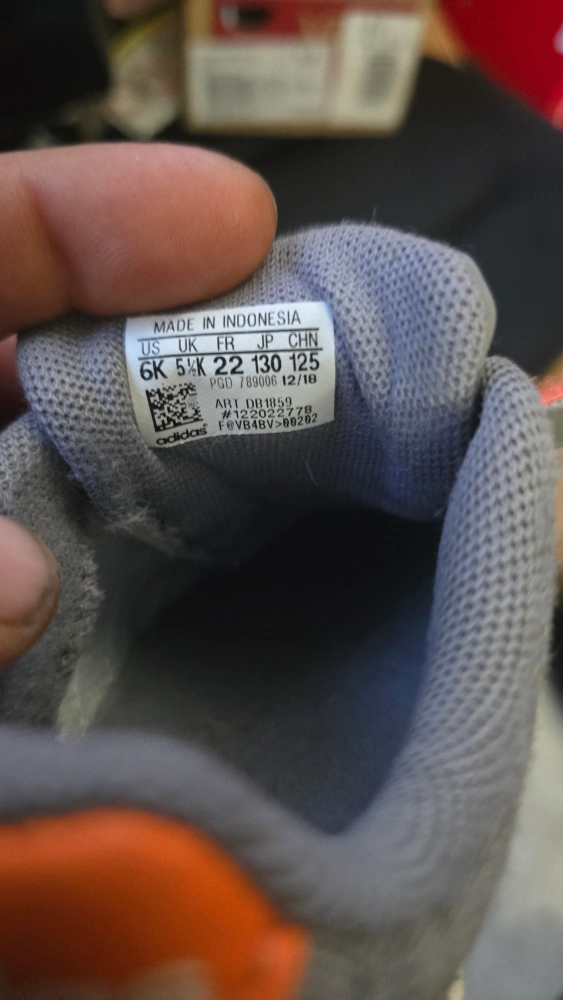 MADE IN INDONESIA
US UK FR JP CHN
6K 5½K 22 130 125
PGD 789006 12/18
ART DB1859
#122022778
F@VB4BV>00202
adidas